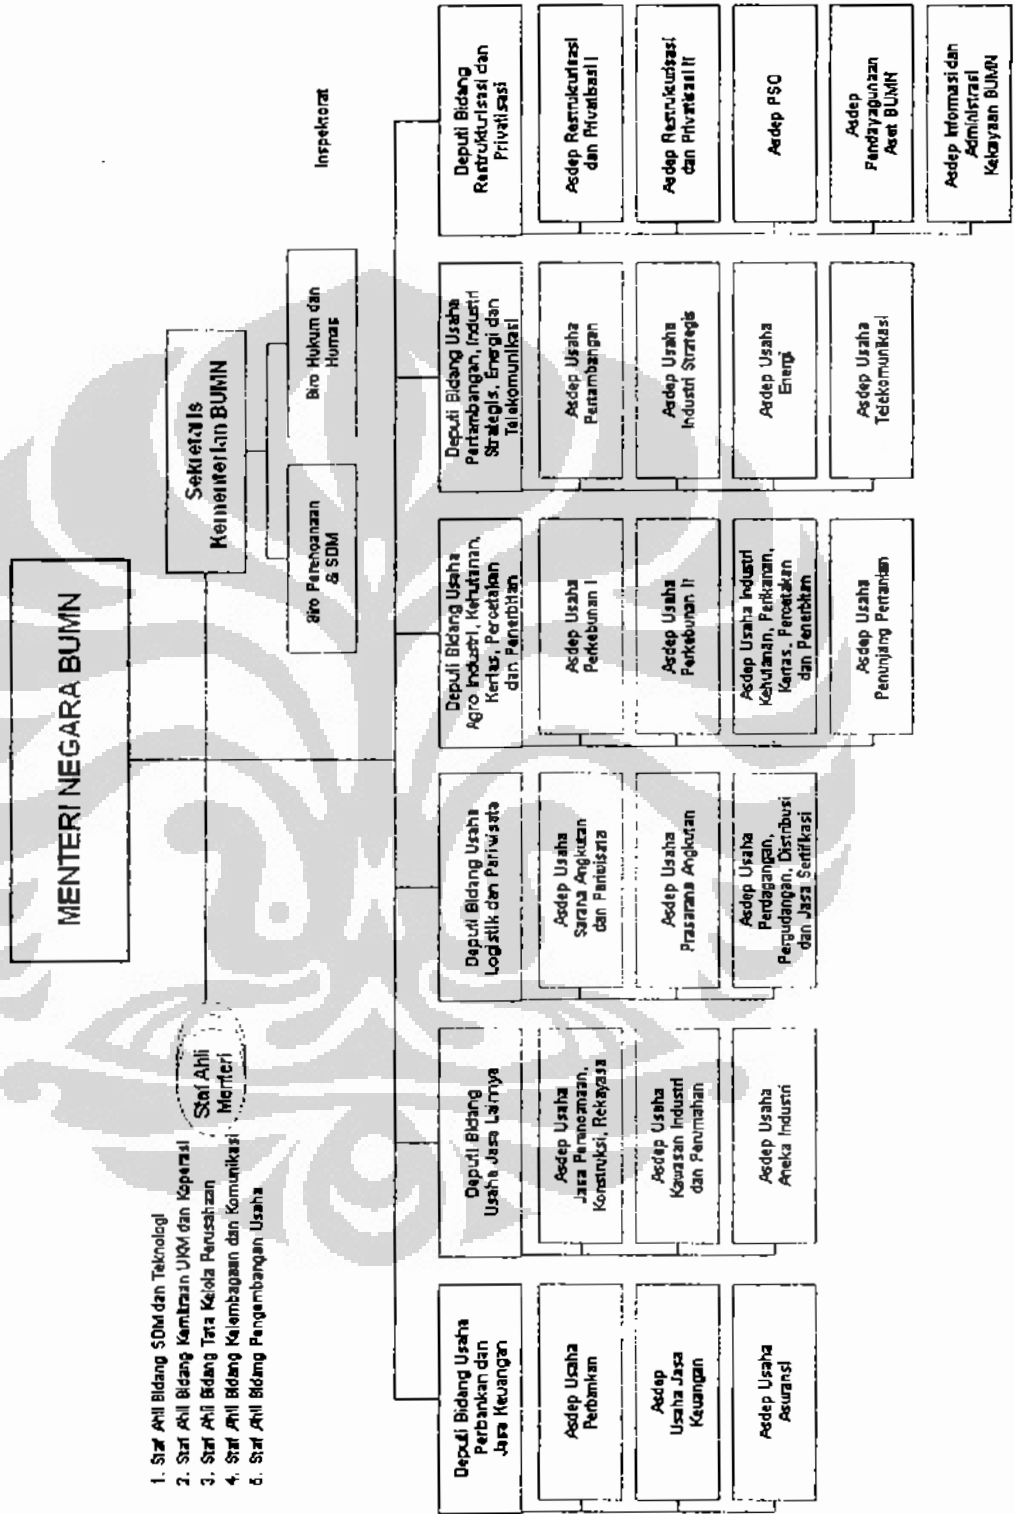 MENTERI NEGARA BUMN
Staf Ahli
Menteri
1. Staf Ahli Bidang SDM dan Teknologi
2. Staf Ahli Bidang Kemitraan UKM dan Koperasi
3. Staf Ahli Bidang Tata Kelola Perusahaan
4. Staf Ahli Bidang Kelembagaan dan Komunikasi
5. Staf Ahli Bidang Pengembangan Usaha
Sekretaris
Kementerian BUMN
Biro Perencanaan
& SDM
Biro Hukum dan
Humas
Inspektorat
Deputi Bidang Usaha
Perbankan dan
Jasa Keuangan
Asdep Usaha
Perbankan
Asdep
Usaha Jasa
Keuangan
Asdep Usaha
Asuransi
Deputi Bidang
Usaha Jasa Lainnya
Asdep Usaha
Jasa Perencanaan,
Konstruksi, Rekayasa
Asdep Usaha
Kawasan Industri
dan Perumahan
Asdep Usaha
Aneka Industri
Deputi Bidang Usaha
Logistik dan Pariwisata
Asdep Usaha
Sarana Angkutan
dan Pariwisata
Asdep Usaha
Prasarana Angkutan
Asdep Usaha
Perdagangan,
Pergudangan, Distribusi
dan Jasa Sertifikasi
Deputi Bidang Usaha
Agro Industri, Kehutanan,
Kertas, Percetakan
dan Penerbitan
Asdep Usaha
Perkebunan I
Asdep Usaha
Perkebunan II
Asdep Usaha Industri
Kehutanan, Perikanan,
Kertas, Percetakan
dan Penerbitan
Asdep Usaha
Penunjang Pertanian
Deputi Bidang Usaha
Pertambangan, Industri
Strategis, Energi dan
Telekomunikasi
Asdep Usaha
Pertambangan
Asdep Usaha
Industri Strategis
Asdep Usaha
Energi
Asdep Usaha
Telekomunikasi
Deputi Bidang
Restrukturisasi dan
Privatisasi
Asdep Restrukturisasi
dan Privatisasi I
Asdep Restrukturisasi
dan Privatisasi II
Asdep PSO
Asdep
Pendayagunaan
Aset BUMN
Asdep Informasi dan
Administrasi
Kekayaan BUMN